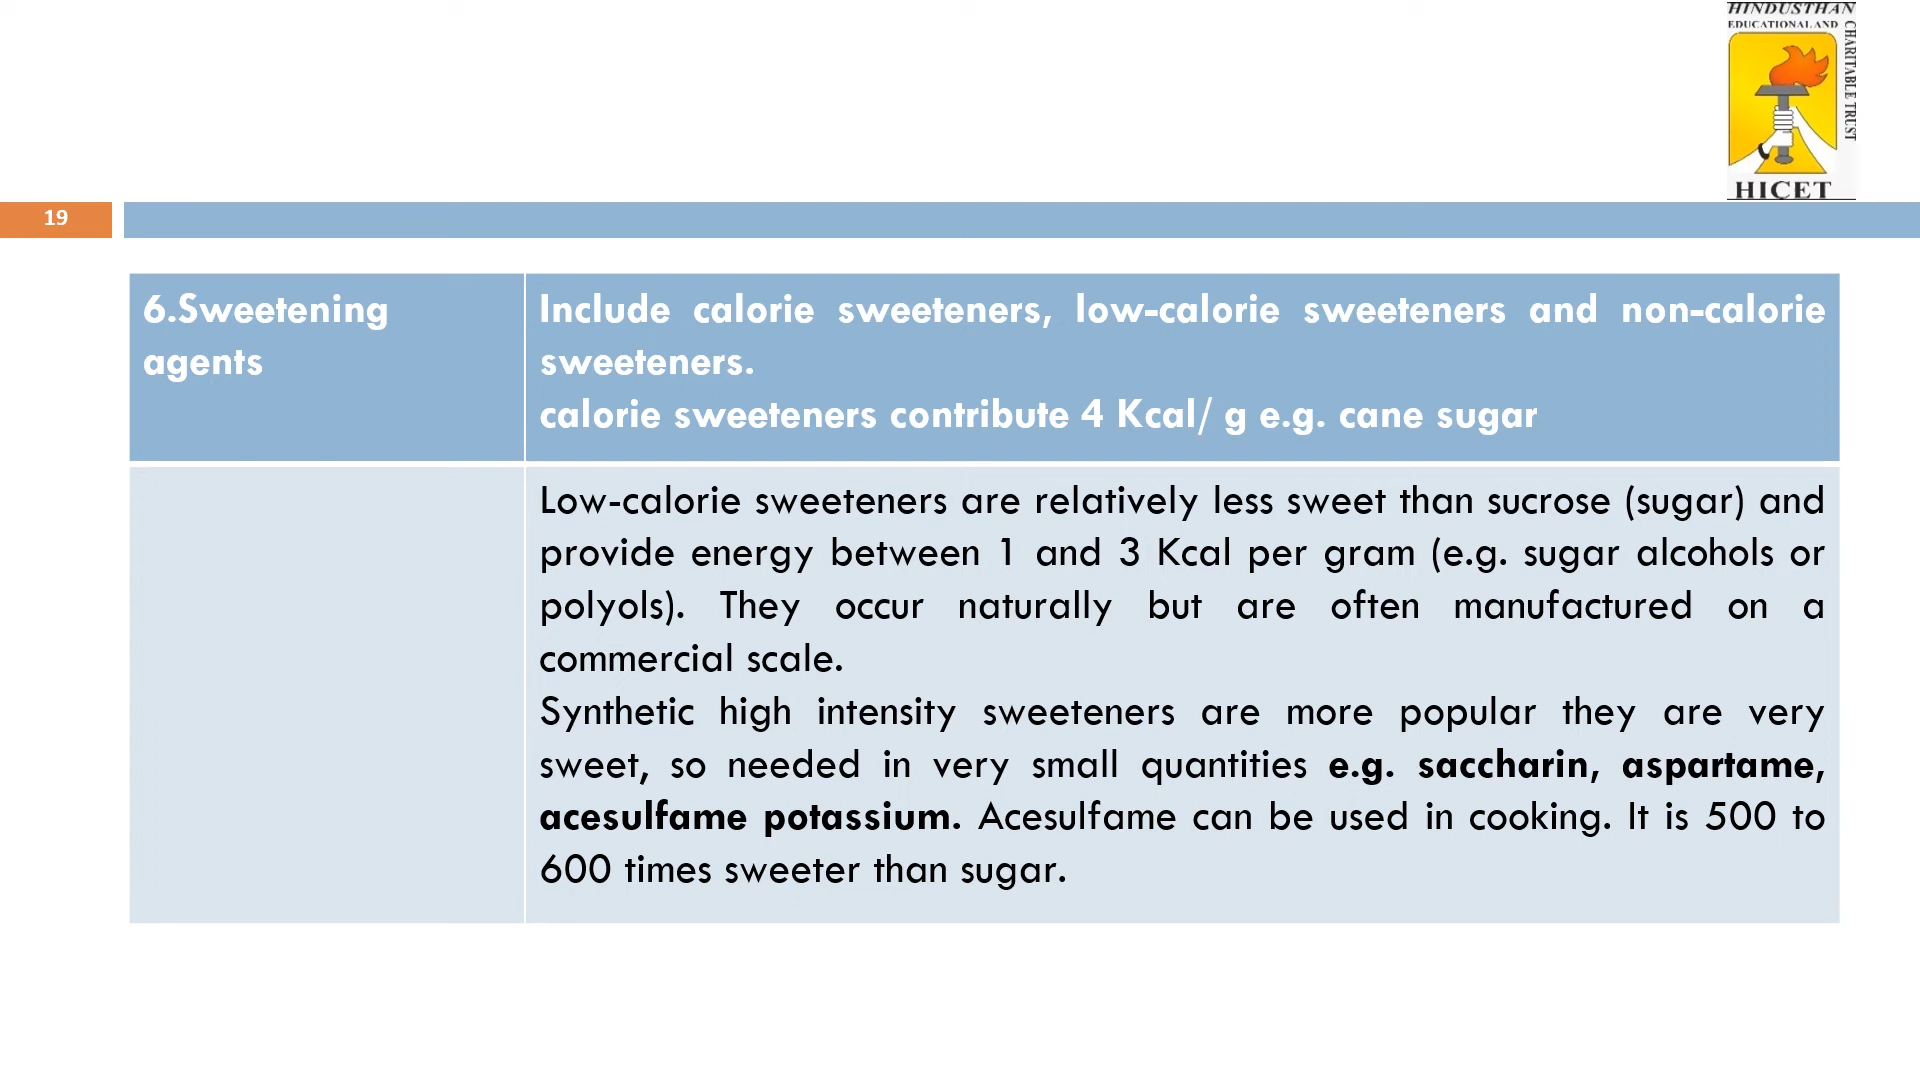 HINDUSTHAN
EDUCATIONAL AND
CHARITABLE TRUST
HICET
19
6.Sweetening
agents
Include calorie sweeteners, low-calorie sweeteners and non-calorie
sweeteners.
calorie sweeteners contribute 4 Kcal/ g e.g. cane sugar
Low-calorie sweeteners are relatively less sweet than sucrose (sugar) and
provide energy between 1 and 3 Kcal per gram (e.g. sugar alcohols or
polyols). They occur naturally but are often manufactured on a
commercial scale.
Synthetic high intensity sweeteners are more popular they are very
sweet, so needed in very small quantities e.g. saccharin, aspartame,
acesulfame potassium. Acesulfame can be used in cooking. It is 500 to
600 times sweeter than sugar.